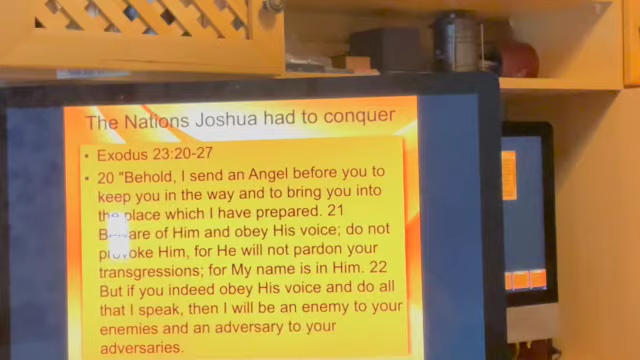 The Nations Joshua had to conquer
• Exodus 23:20-27
• 20 "Behold, I send an Angel before you to
keep you in the way and to bring you into
the place which I have prepared. 21
Beware of Him and obey His voice; do not
provoke Him, for He will not pardon your
transgressions; for My name is in Him. 22
But if you indeed obey His voice and do all
that I speak, then I will be an enemy to your
enemies and an adversary to your
adversaries.